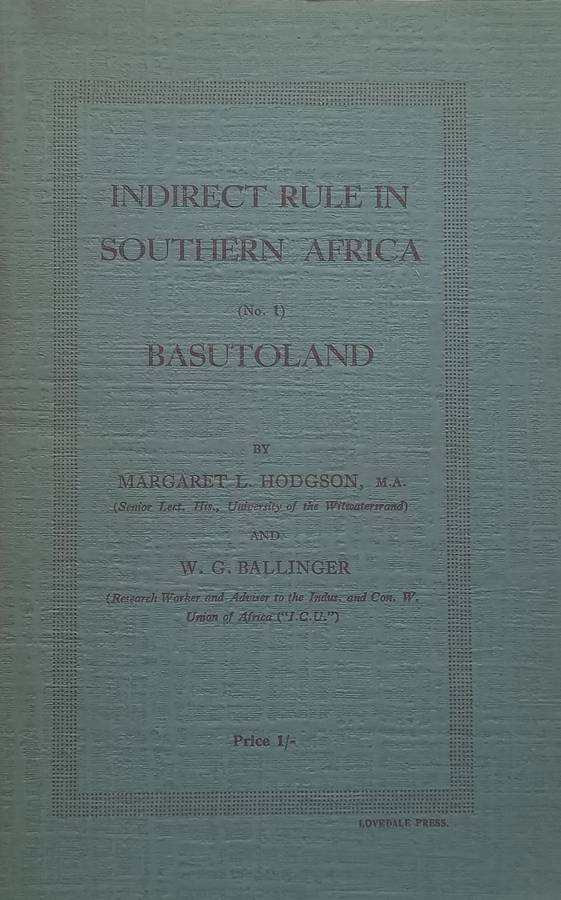 INDIRECT RULE IN
SOUTHERN AFRICA
(No. 1)
BASUTOLAND
BY
MARGARET L. HODGSON, M.A.
(Senior Lect. His., University of the Witwatersrand)
AND
W. G. BALLINGER
(Research Worker and Adviser to the Indus. and Con. W.
Union of Africa ("I.C.U.")
Price 1/-
LOVEDALE PRESS.